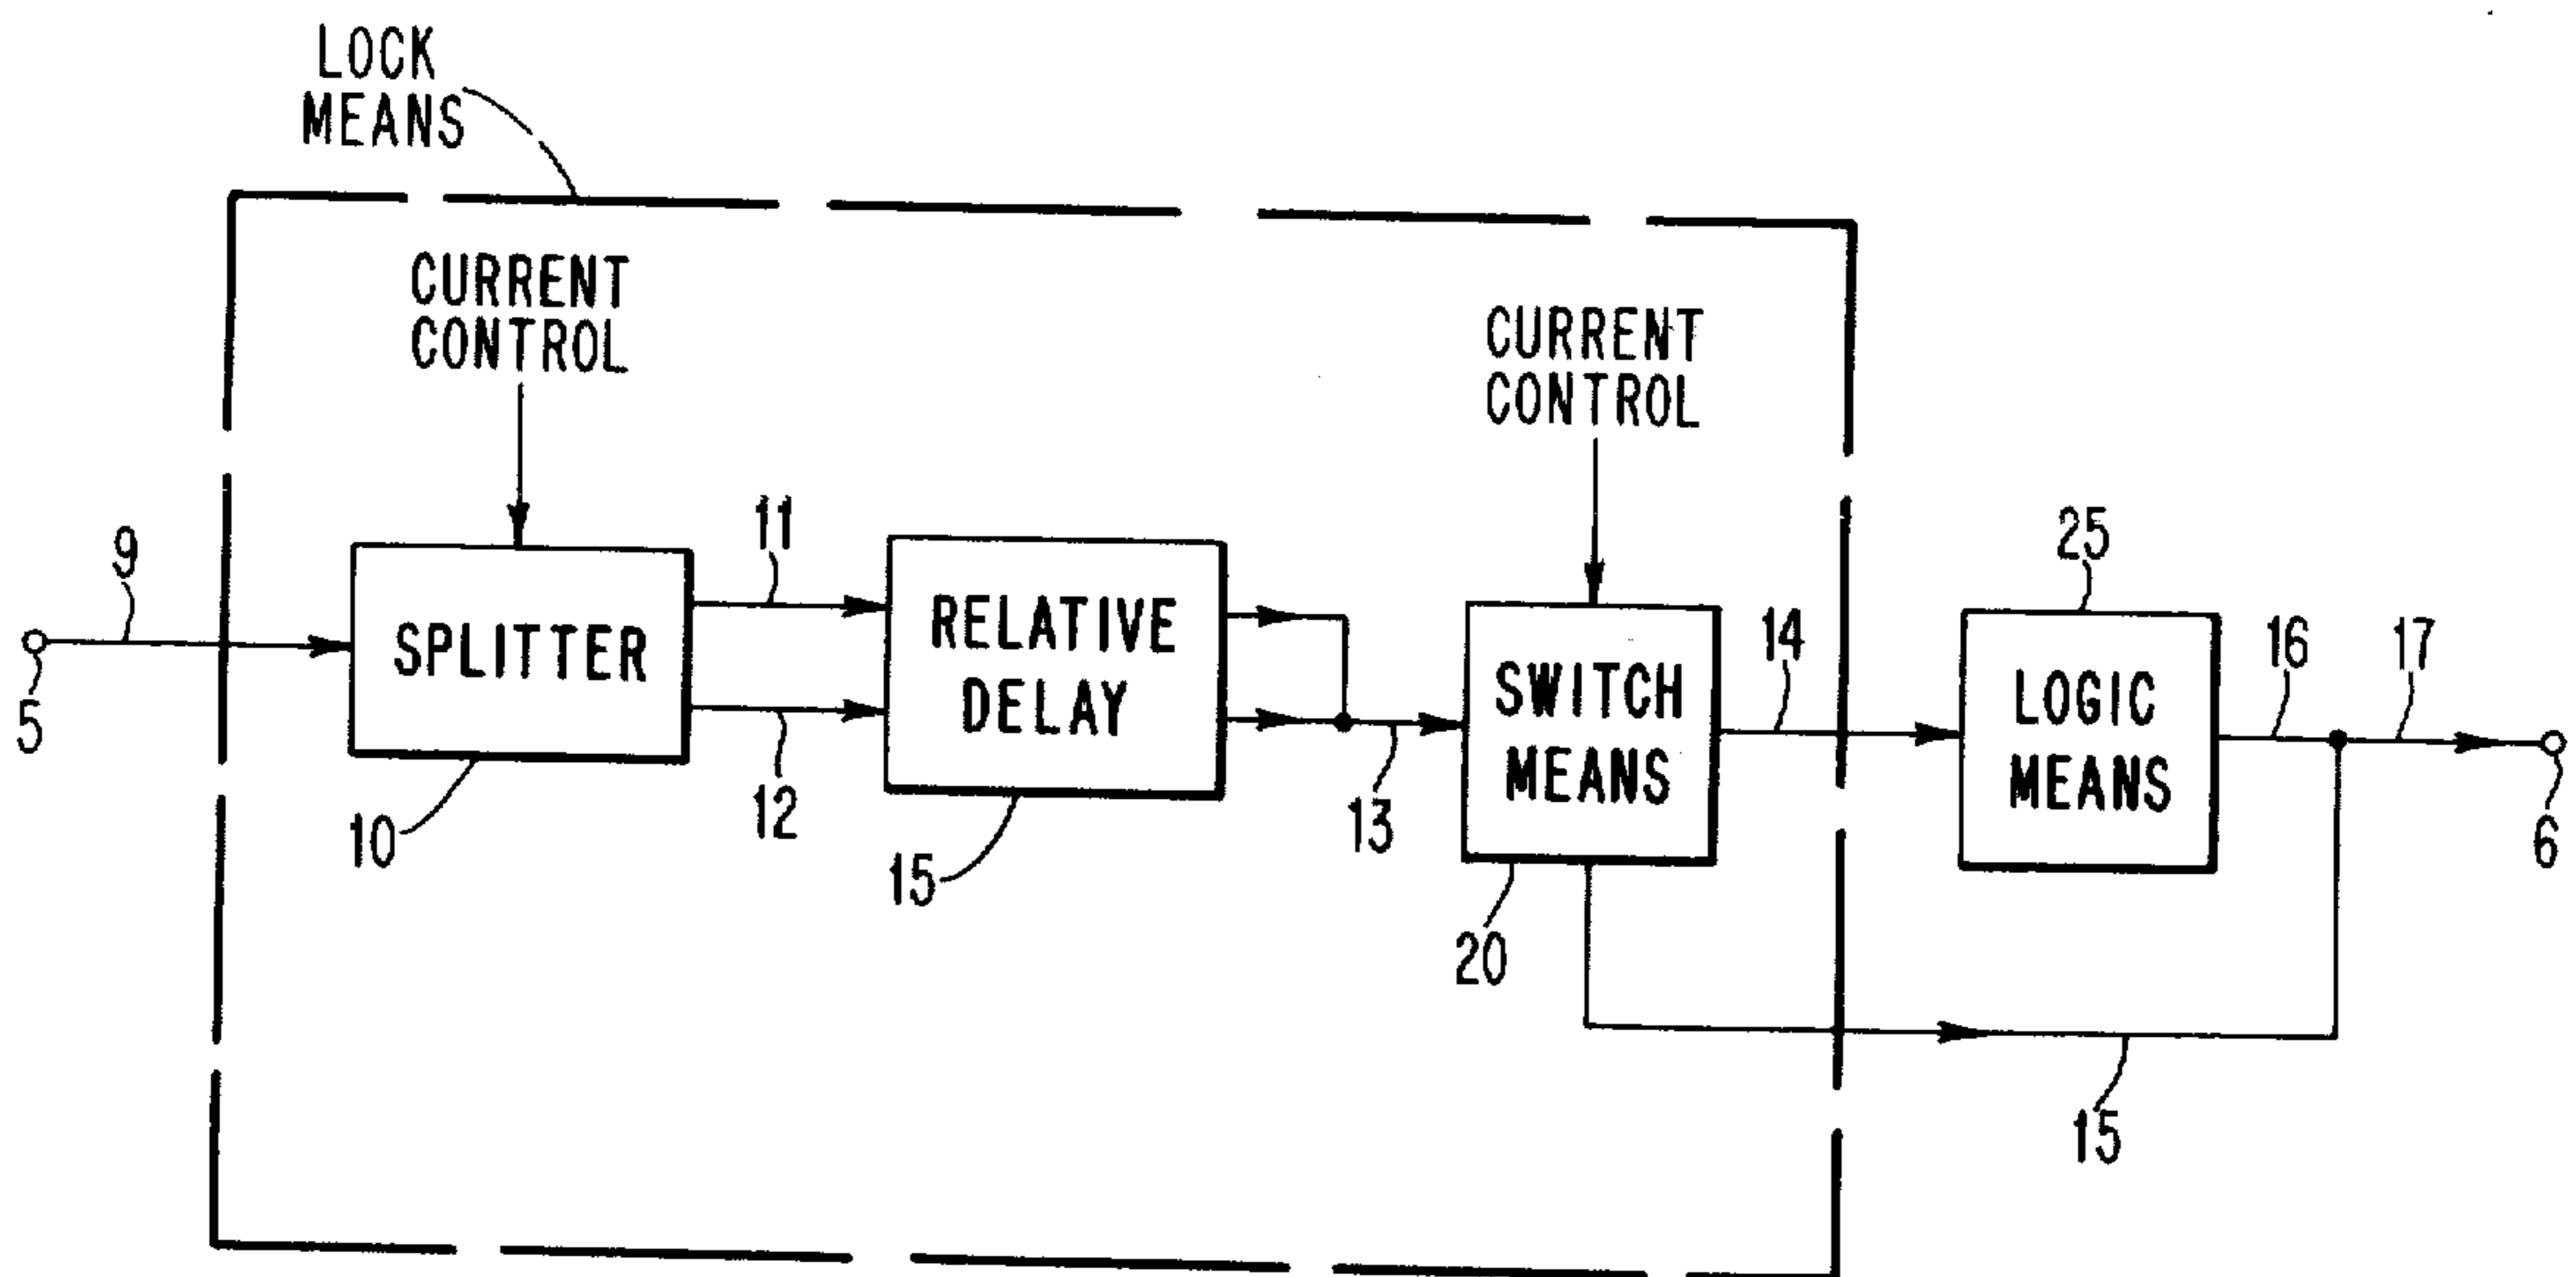 LOCK
MEANS
CURRENT
CONTROL
CURRENT
CONTROL
9
5
SPLITTER
10
11
12
RELATIVE
DELAY
15
13
SWITCH
MEANS
20
14
25
LOGIC
MEANS
16
17
6
15